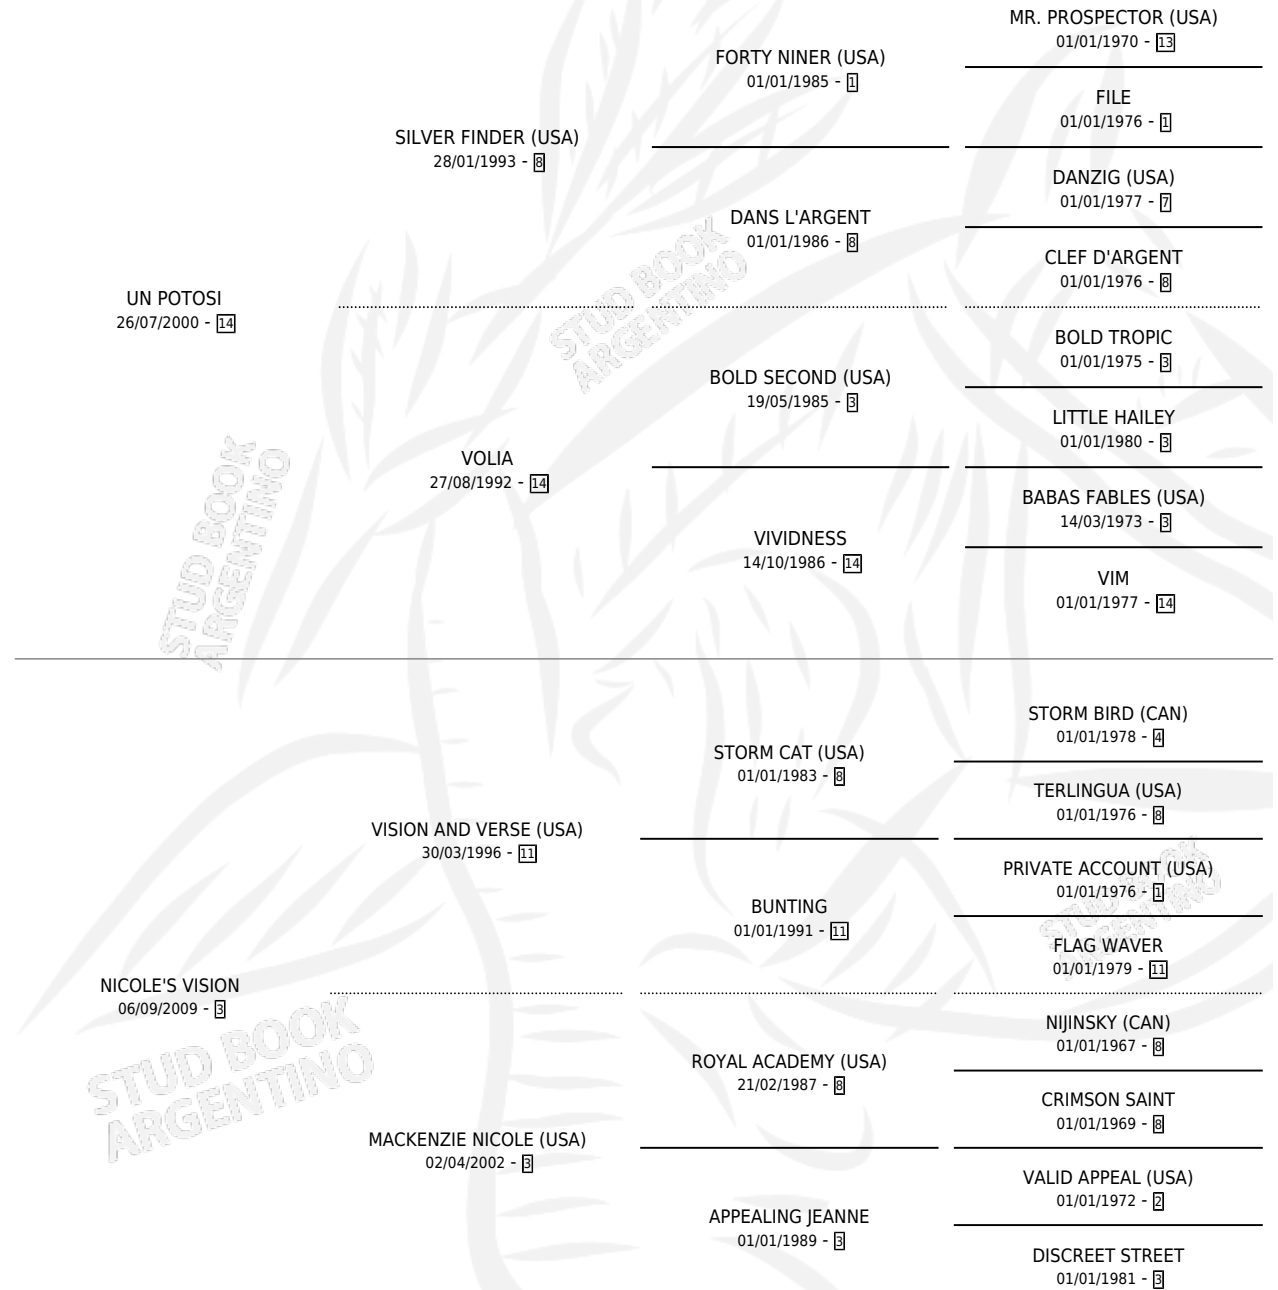 MR. PROSPECTOR (USA)
01/01/1970 - 13
FORTY NINER (USA)
01/01/1985 - 1
FILE
01/01/1976 - 1
SILVER FINDER (USA)
28/01/1993 - 8
DANZIG (USA)
01/01/1977 - 7
DANS L'ARGENT
01/01/1986 - 8
CLEF D'ARGENT
01/01/1976 - 8
UN POTOSI
26/07/2000 - 14
BOLD TROPIC
01/01/1975 - 3
BOLD SECOND (USA)
19/05/1985 - 3
LITTLE HAILEY
01/01/1980 - 3
VOLIA
27/08/1992 - 14
BABAS FABLES (USA)
14/03/1973 - 3
VIVIDNESS
14/10/1986 - 14
VIM
01/01/1977 - 14
STORM BIRD (CAN)
01/01/1978 - 4
STORM CAT (USA)
01/01/1983 - 8
TERLINGUA (USA)
01/01/1976 - 8
VISION AND VERSE (USA)
30/03/1996 - 11
PRIVATE ACCOUNT (USA)
01/01/1976 - 1
BUNTING
01/01/1991 - 11
FLAG WAVER
01/01/1979 - 11
NICOLE'S VISION
06/09/2009 - 3
NIJINSKY (CAN)
01/01/1967 - 8
ROYAL ACADEMY (USA)
21/02/1987 - 8
CRIMSON SAINT
01/01/1969 - 8
MACKENZIE NICOLE (USA)
02/04/2002 - 3
VALID APPEAL (USA)
01/01/1972 - 2
APPEALING JEANNE
01/01/1989 - 3
DISCREET STREET
01/01/1981 - 3
STUD BOOK
ARGENTINO
STUD BOOK
ARGENTINO
STUD BOOK
ARGENTINO
STUD BOOK
ARGENTINO